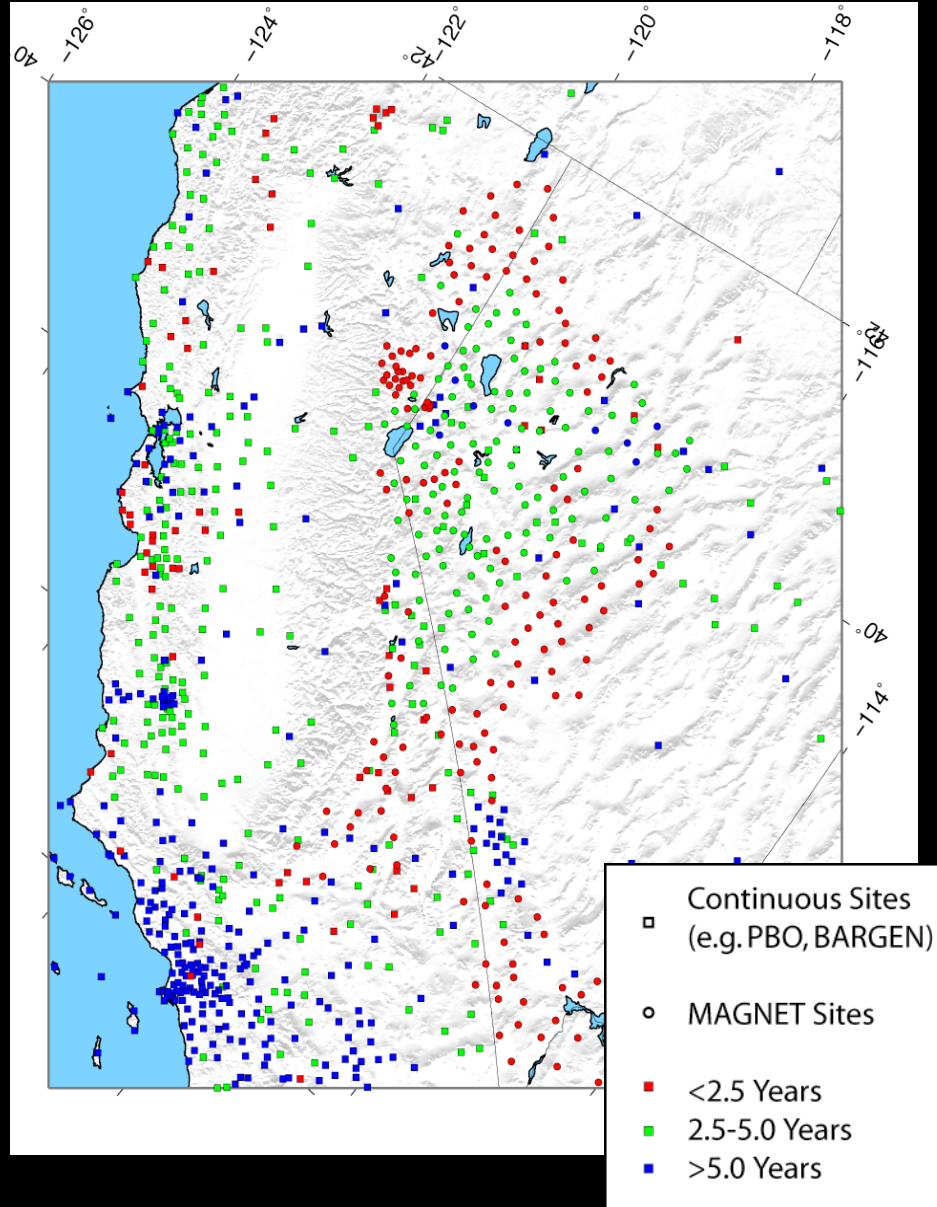 -126°
-124°
-122°
-120°
-118°
40
42
42°
-116°
40°
-114°
Continuous Sites
(e.g. PBO, BARGEN)
MAGNET Sites
<2.5 Years
2.5-5.0 Years
>5.0 Years